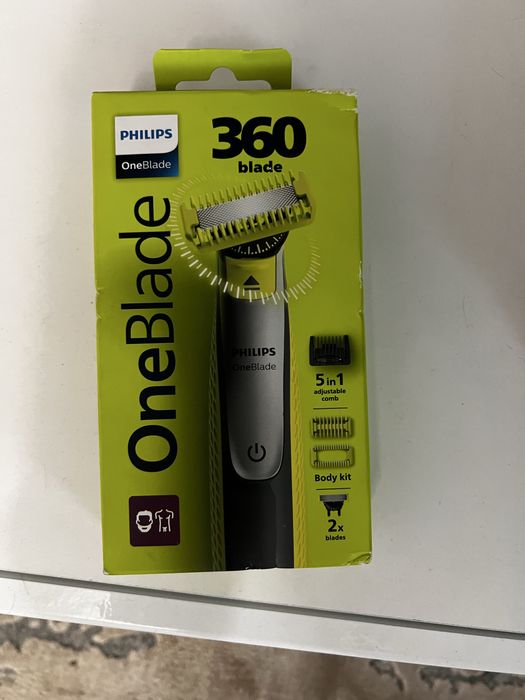 PHILIPS
OneBlade
360
blade
OneBlade
PHILIPS
OneBlade
5 in 1
adjustable
comb
Body kit
2x
blades